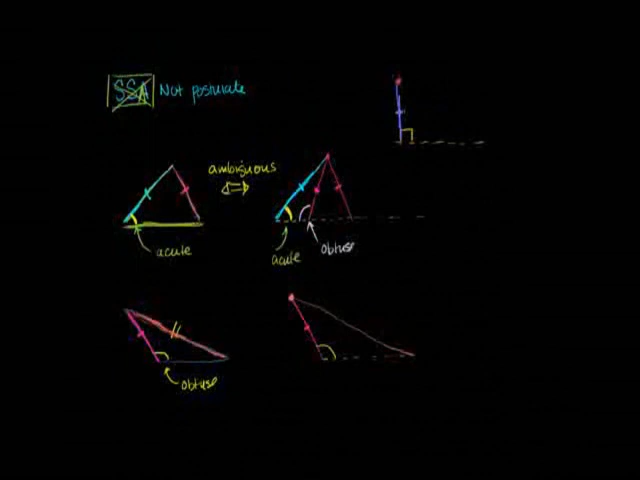 SSA Not postulate
ambiguous
acute
acute
obtuse
obtuse